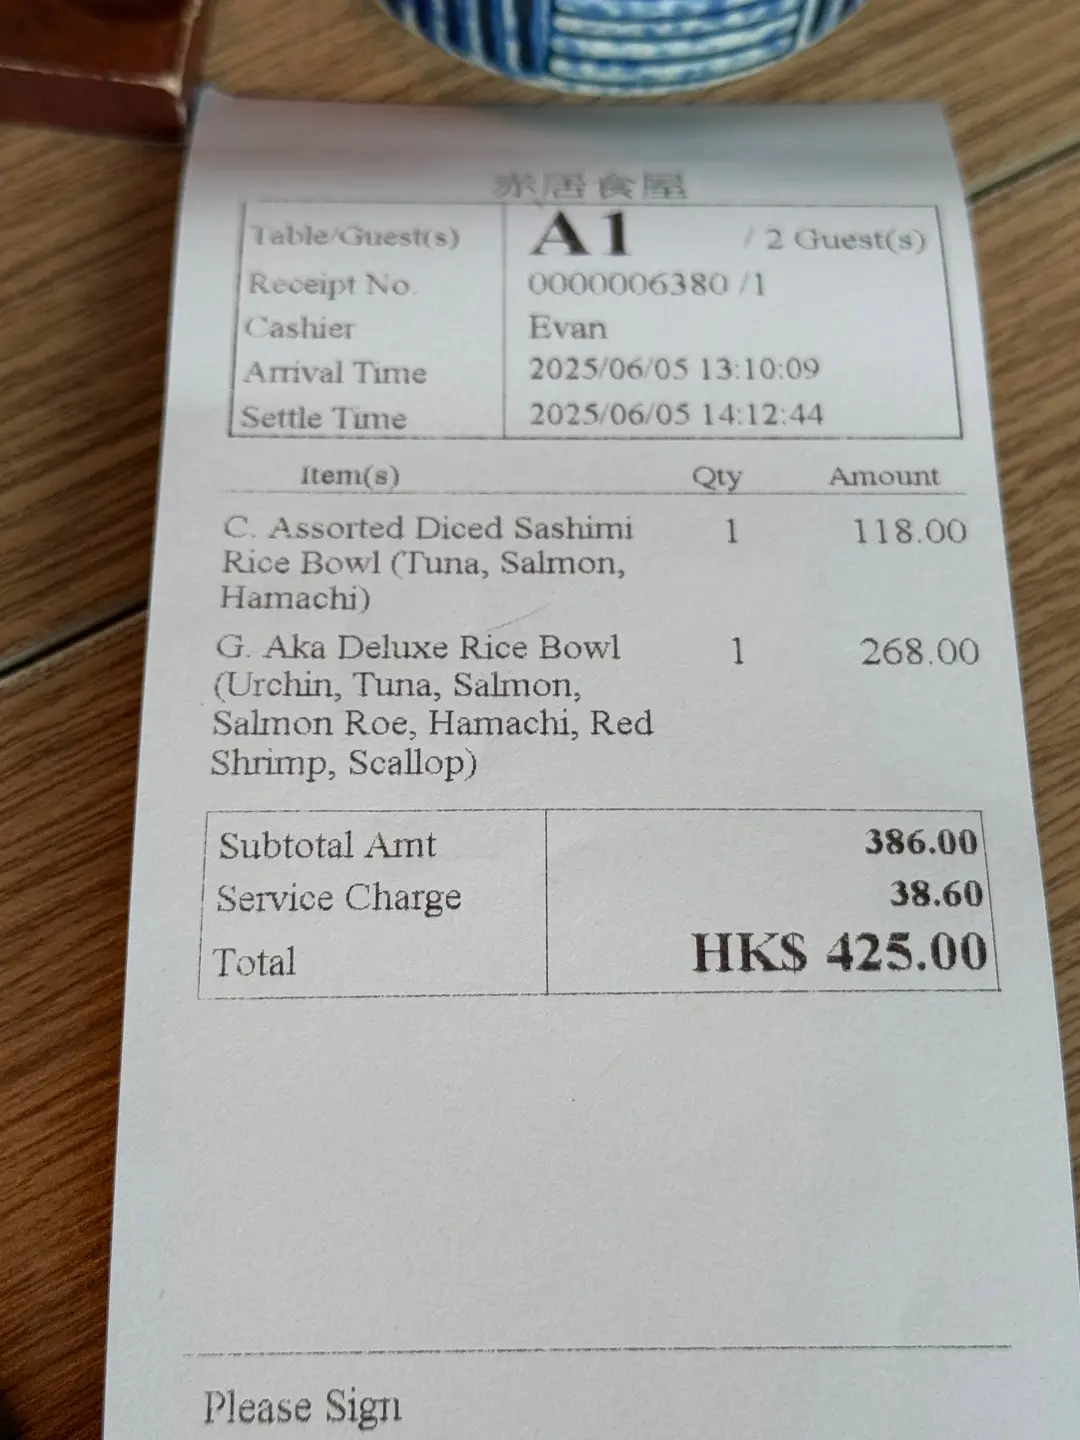 赤居食屋
Table/Guest(s) A1 / 2 Guest(s)
Receipt No. 0000006380 /1
Cashier Evan
Arrival Time 2025/06/05 13:10:09
Settle Time 2025/06/05 14:12:44
Item(s) Qty Amount
C. Assorted Diced Sashimi 1 118.00
Rice Bowl (Tuna, Salmon,
Hamachi)
G. Aka Deluxe Rice Bowl 1 268.00
(Urchin, Tuna, Salmon,
Salmon Roe, Hamachi, Red
Shrimp, Scallop)
Subtotal Amt 386.00
Service Charge 38.60
Total HK$ 425.00
Please Sign